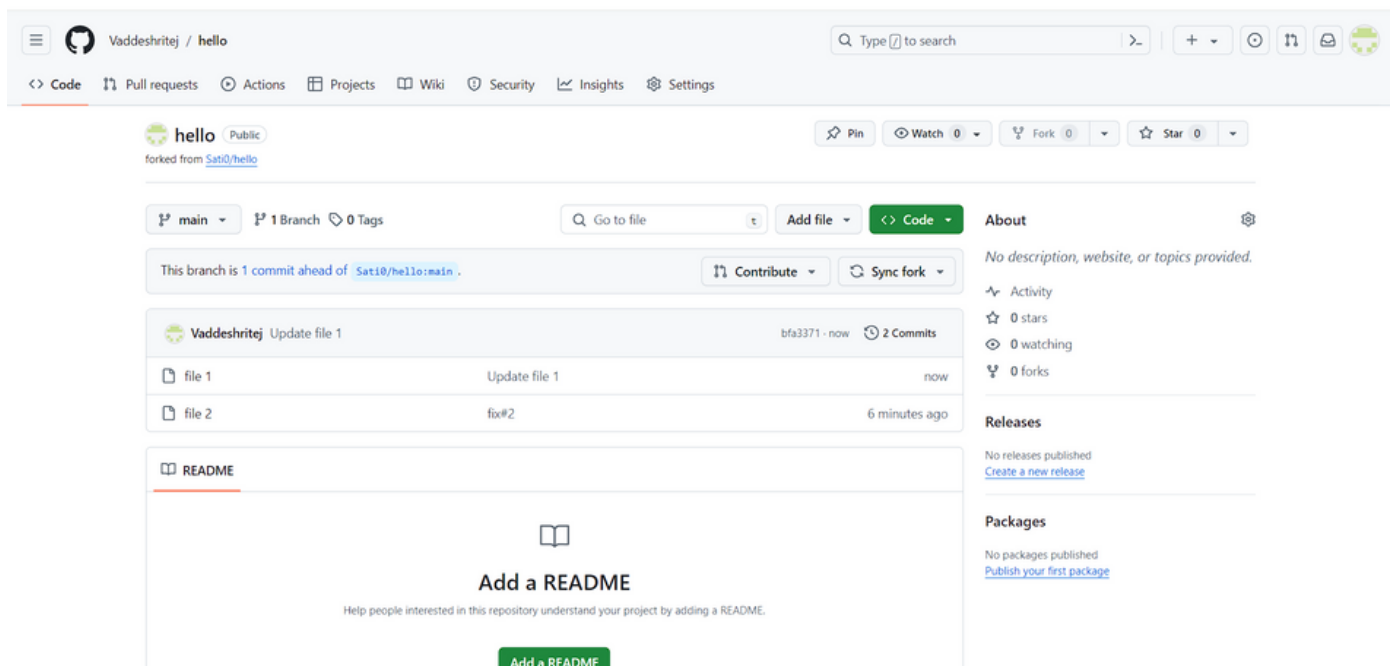 Vaddeshritej / hello
Type / to search
Code Pull requests Actions Projects Wiki Security Insights Settings
hello Public
Pin Watch 0 Fork 0 Star 0
forked from Sati0/hello
main 1 Branch 0 Tags Go to file t Add file Code
This branch is 1 commit ahead of Sati0/hello:main .
Contribute Sync fork
Vaddeshritej Update file 1 bfa3371 · now 2 Commits
file 1 Update file 1 now
file 2 fix#2 6 minutes ago
README
Add a README
Help people interested in this repository understand your project by adding a README.
Add a README
About
No description, website, or topics provided.
Activity
0 stars
0 watching
0 forks
Releases
No releases published
Create a new release
Packages
No packages published
Publish your first package